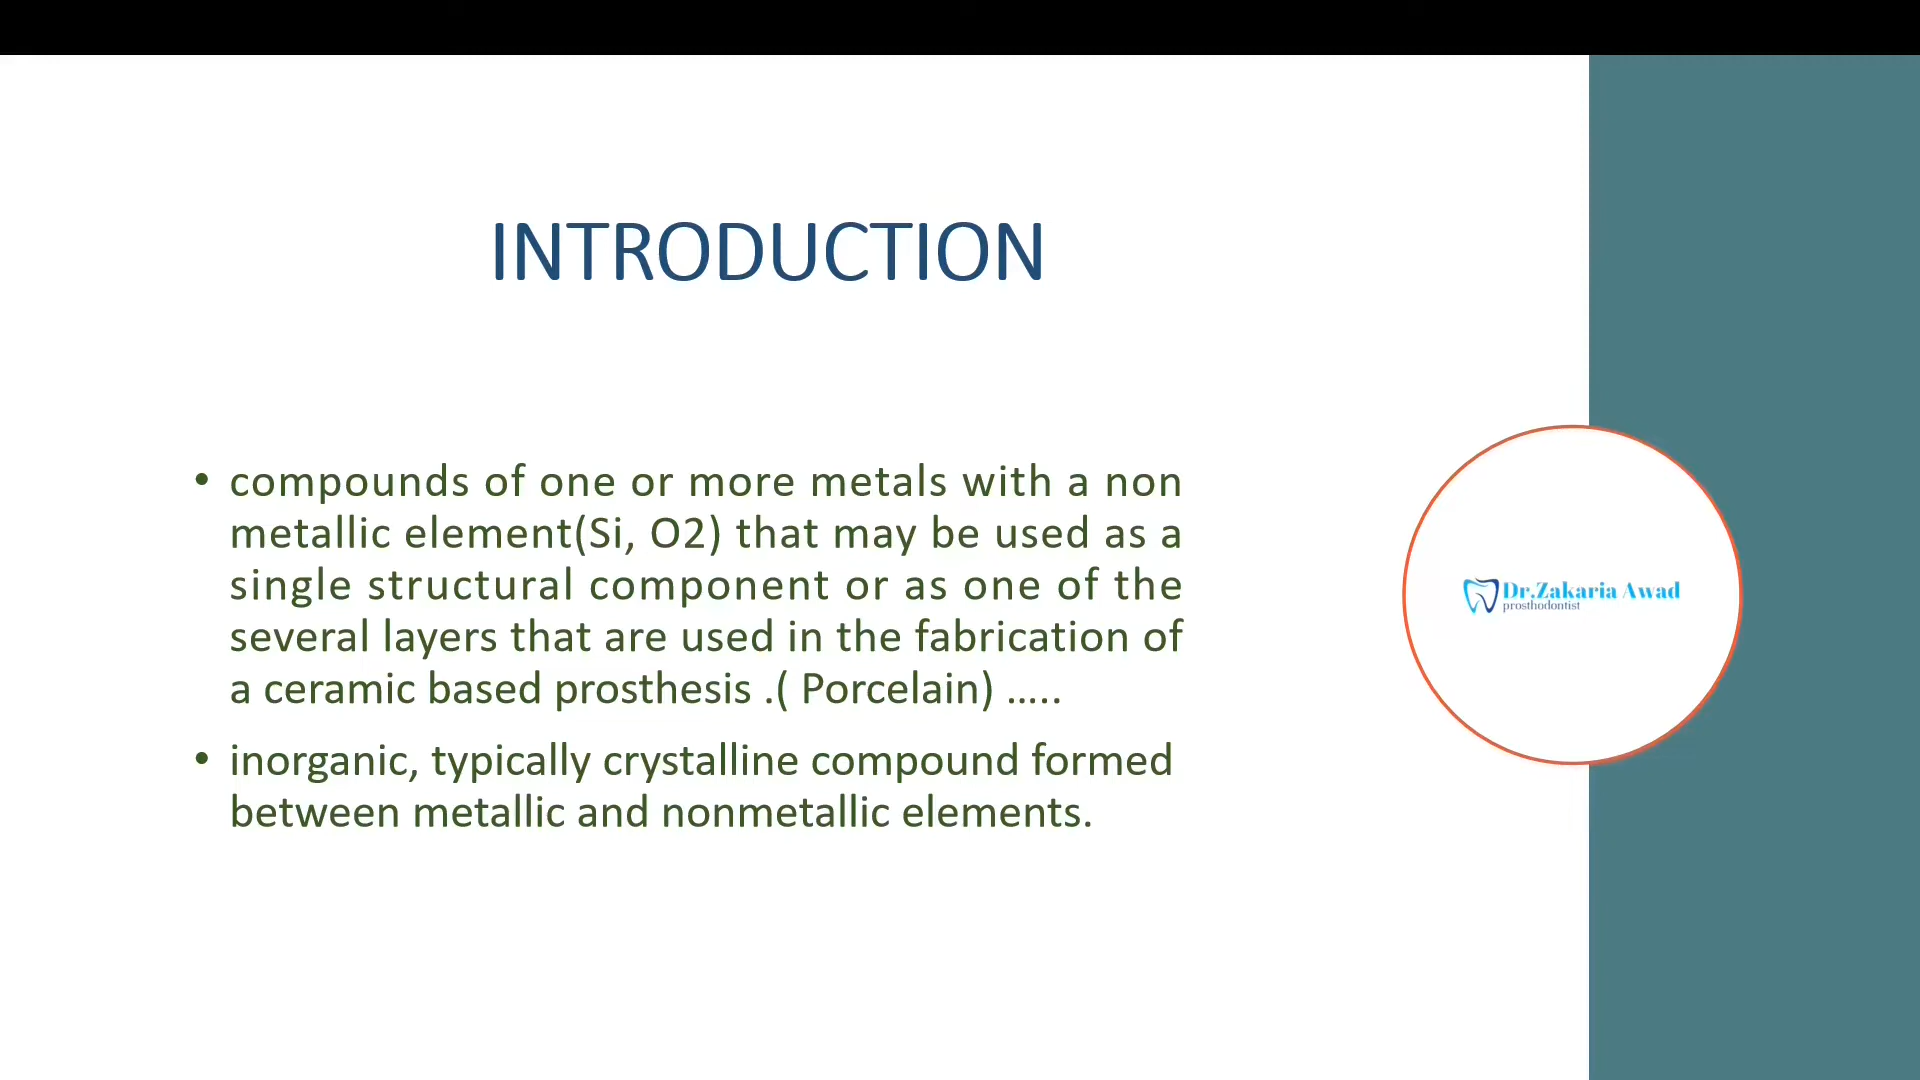 INTRODUCTION
• compounds of one or more metals with a non
metallic element(Si, O2) that may be used as a
single structural component or as one of the
several layers that are used in the fabrication of
a ceramic based prosthesis .( Porcelain) …..
• inorganic, typically crystalline compound formed
between metallic and nonmetallic elements.
Dr.Zakaria Awad
prosthodontist